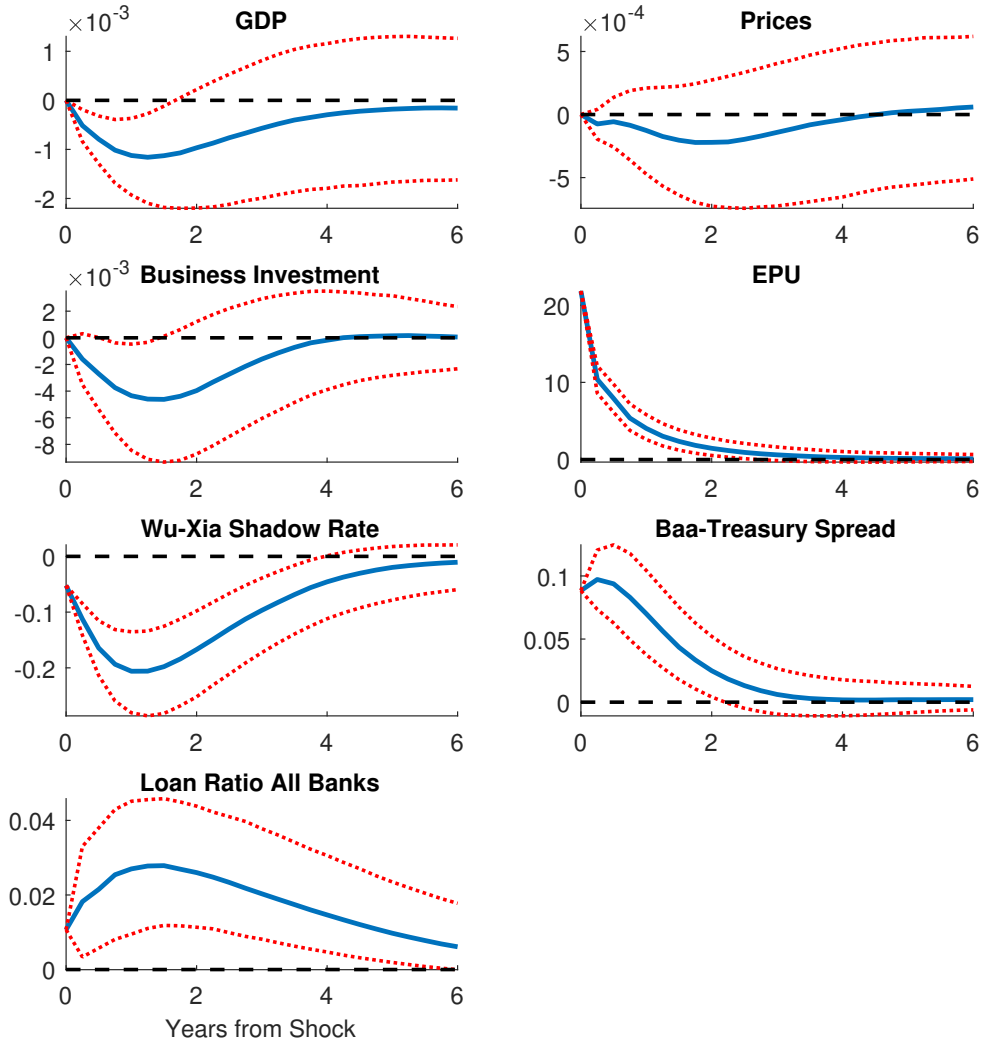 ×10⁻³ GDP
1
0
-1
-2
0 2 4 6
×10⁻⁴ Prices
5
0
-5
0 2 4 6
×10⁻³ Business Investment
2
0
-2
-4
-6
-8
0 2 4 6
EPU
20
10
0
0 2 4 6
Wu-Xia Shadow Rate
0
-0.1
-0.2
0 2 4 6
Baa-Treasury Spread
0.1
0.05
0
0 2 4 6
Loan Ratio All Banks
0.04
0.02
0
0 2 4 6
Years from Shock